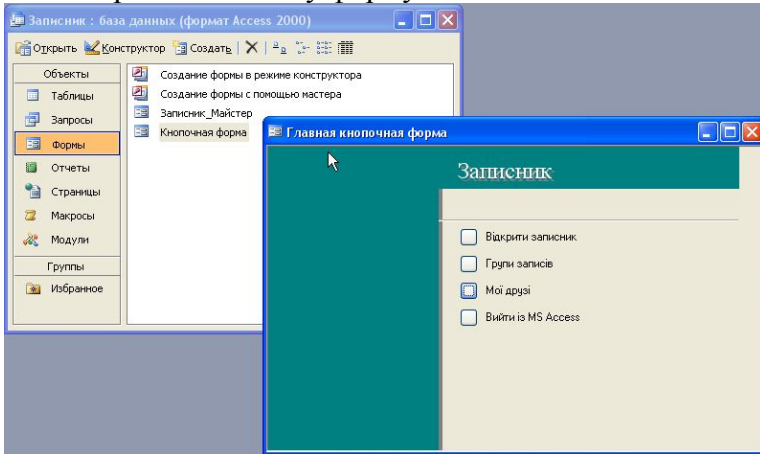 Записник : база данных (формат Access 2000)
Открыть Конструктор Создать
Объекты
Таблицы
Запросы
Формы
Отчеты
Страницы
Макросы
Модули
Группы
Избранное
Создание формы в режиме конструктора
Создание формы с помощью мастера
Записник_Майстер
Кнопочная форма
Главная кнопочная форма
Записник
Відкрити записник
Групи записів
Мої друзі
Вийти із MS Access